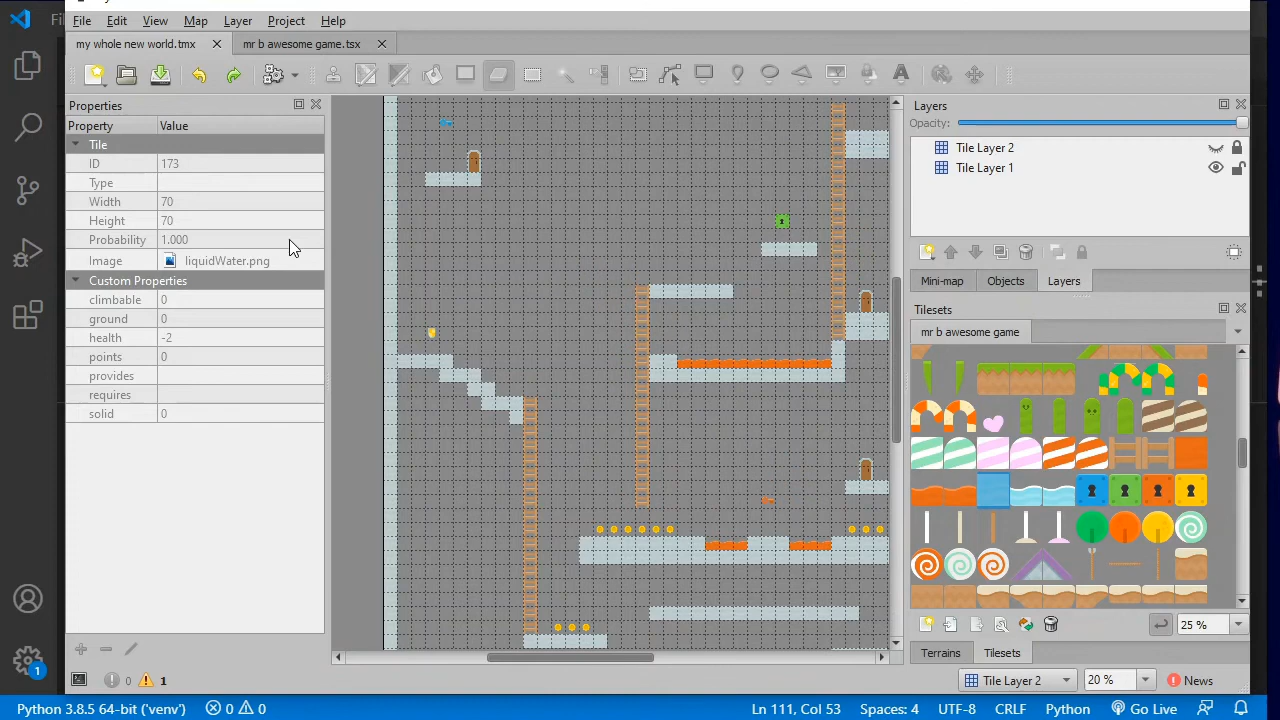 File Edit View Map Layer Project Help
my whole new world.tmx mr b awesome game.tsx
Properties
Property Value
Tile
ID 173
Type
Width 70
Height 70
Probability 1.000
Image liquidWater.png
Custom Properties
climbable 0
ground 0
health -2
points 0
provides
requires
solid 0
Layers
Opacity:
Tile Layer 2
Tile Layer 1
Mini-map Objects Layers
Tilesets
mr b awesome game
25 %
Terrains Tilesets
0 1
Tile Layer 2 20 % News
1
Python 3.8.5 64-bit ('venv') 0 0 Ln 111, Col 53 Spaces: 4 UTF-8 CRLF Python Go Live